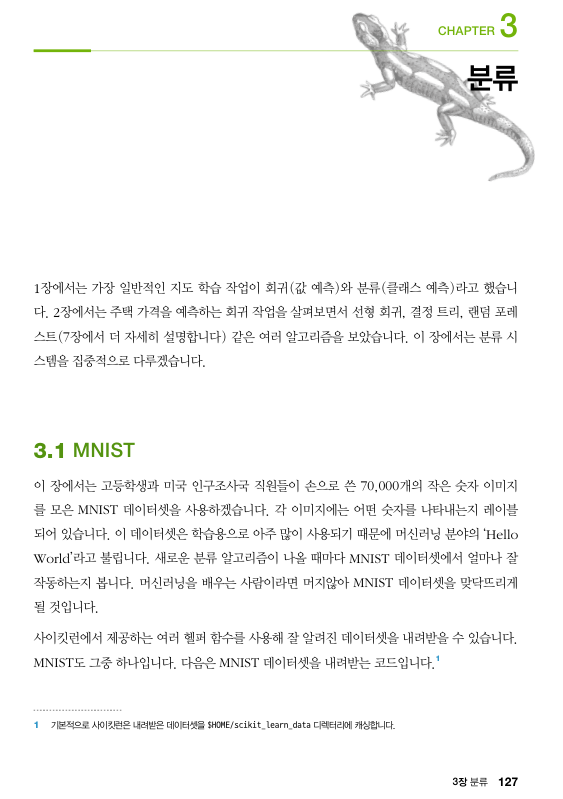 CHAPTER 3
분류
1장에서는 가장 일반적인 지도 학습 작업이 회귀(값 예측)와 분류(클래스 예측)라고 했습니
다. 2장에서는 주택 가격을 예측하는 회귀 작업을 살펴보면서 선형 회귀, 결정 트리, 랜덤 포레
스트(7장에서 더 자세히 설명합니다) 같은 여러 알고리즘을 보았습니다. 이 장에서는 분류 시
스템을 집중적으로 다루겠습니다.
3.1 MNIST
이 장에서는 고등학생과 미국 인구조사국 직원들이 손으로 쓴 70,000개의 작은 숫자 이미지
를 모은 MNIST 데이터셋을 사용하겠습니다. 각 이미지에는 어떤 숫자를 나타내는지 레이블
되어 있습니다. 이 데이터셋은 학습용으로 아주 많이 사용되기 때문에 머신러닝 분야의 ‘Hello
World’라고 불립니다. 새로운 분류 알고리즘이 나올 때마다 MNIST 데이터셋에서 얼마나 잘
작동하는지 봅니다. 머신러닝을 배우는 사람이라면 머지않아 MNIST 데이터셋을 맞닥뜨리게
될 것입니다.
사이킷런에서 제공하는 여러 헬퍼 함수를 사용해 잘 알려진 데이터셋을 내려받을 수 있습니다.
MNIST도 그중 하나입니다. 다음은 MNIST 데이터셋을 내려받는 코드입니다.1
1 기본적으로 사이킷런은 내려받은 데이터셋을 $HOME/scikit_learn_data 디렉터리에 캐싱합니다.
3장 분류 127